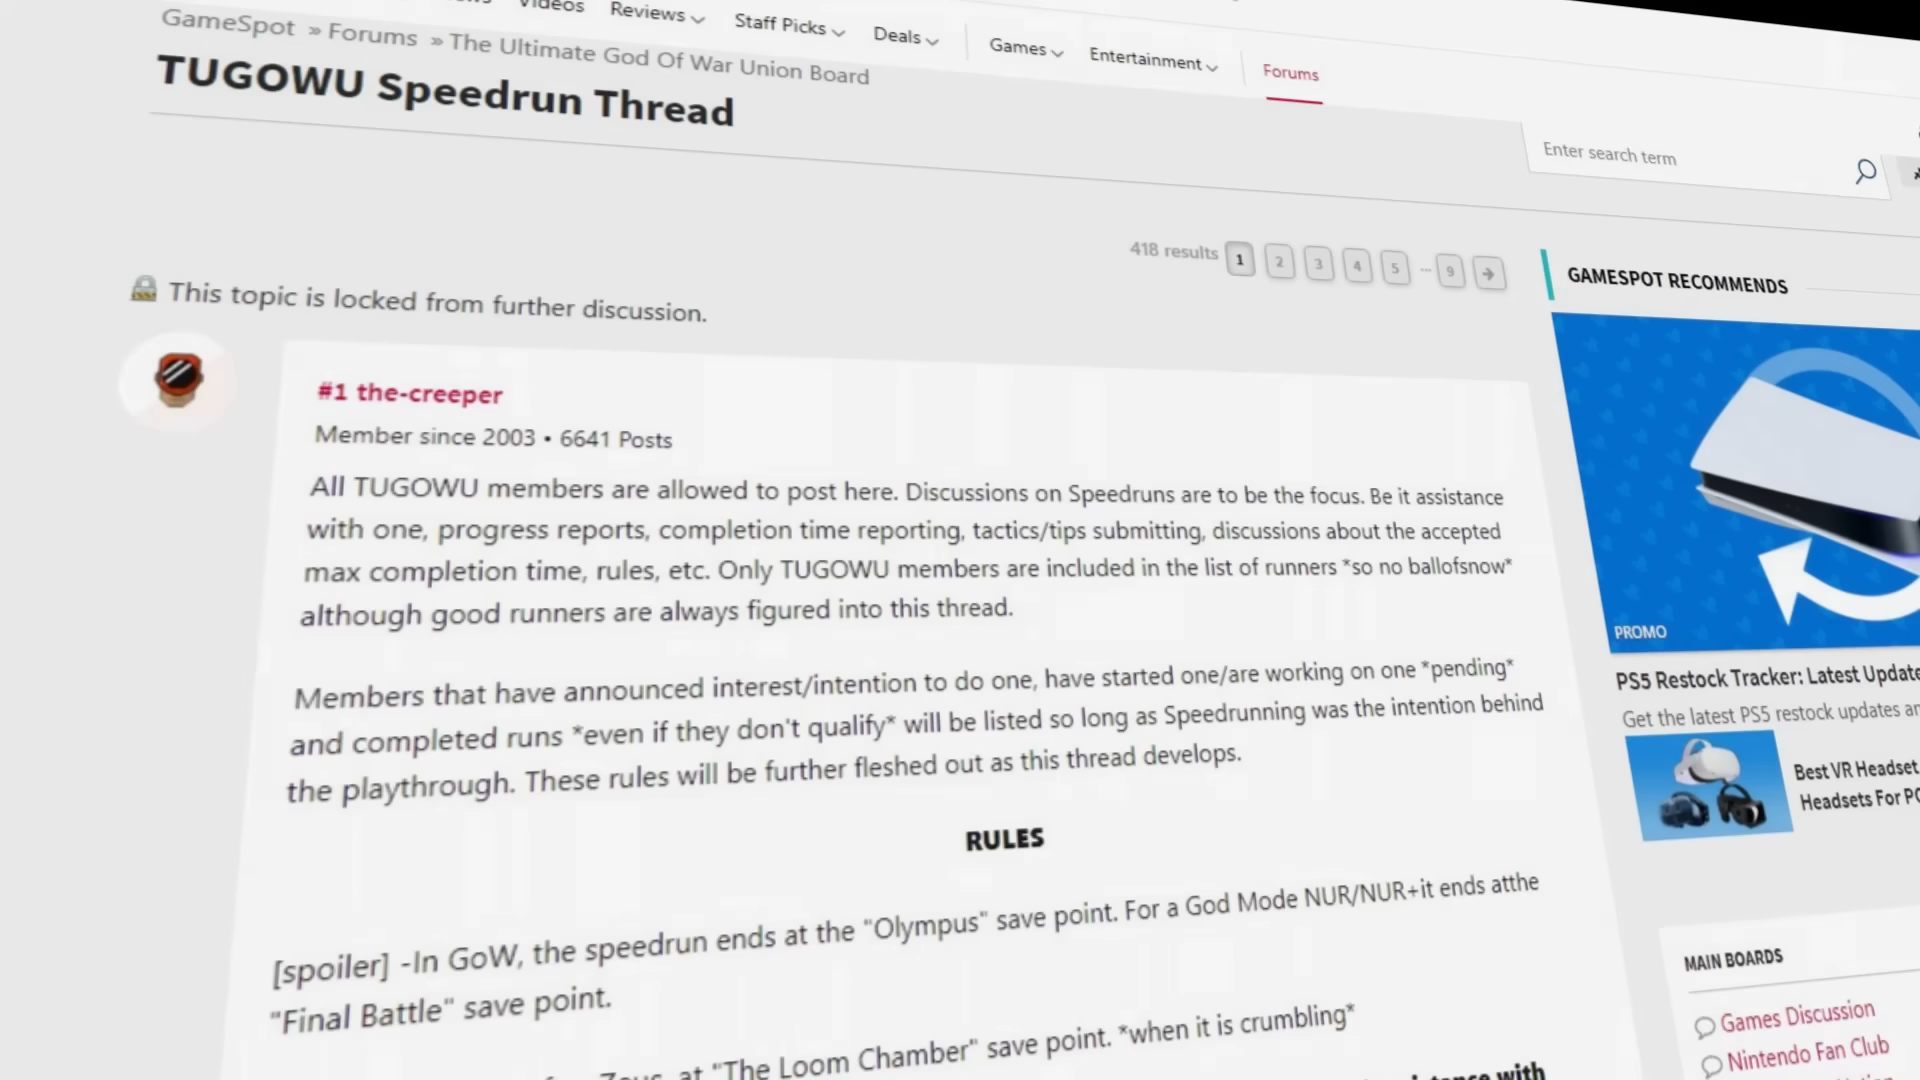 Videos
Reviews
Staff Picks
Deals
Games
Entertainment
Forums
GameSpot » Forums » The Ultimate God Of War Union Board
TUGOWU Speedrun Thread
Enter search term
418 results 1 2 3 4 5 ... 9
This topic is locked from further discussion.
#1 the-creeper
Member since 2003 • 6641 Posts
All TUGOWU members are allowed to post here. Discussions on Speedruns are to be the focus. Be it assistance
with one, progress reports, completion time reporting, tactics/tips submitting, discussions about the accepted
max completion time, rules, etc. Only TUGOWU members are included in the list of runners *so no ballofsnow*
although good runners are always figured into this thread.
Members that have announced interest/intention to do one, have started one/are working on one *pending*
and completed runs *even if they don't qualify* will be listed so long as Speedrunning was the intention behind
the playthrough. These rules will be further fleshed out as this thread develops.
RULES
[spoiler] -In GoW, the speedrun ends at the "Olympus" save point. For a God Mode NUR/NUR+it ends atthe
"Final Battle" save point.
at "The Loom Chamber" save point. *when it is crumbling*
with
GAMESPOT RECOMMENDS
PROMO
PS5 Restock Tracker: Latest Update
Get the latest PS5 restock updates
Best VR Headset
Headsets For
MAIN BOARDS
Games Discussion
Nintendo Fan Club